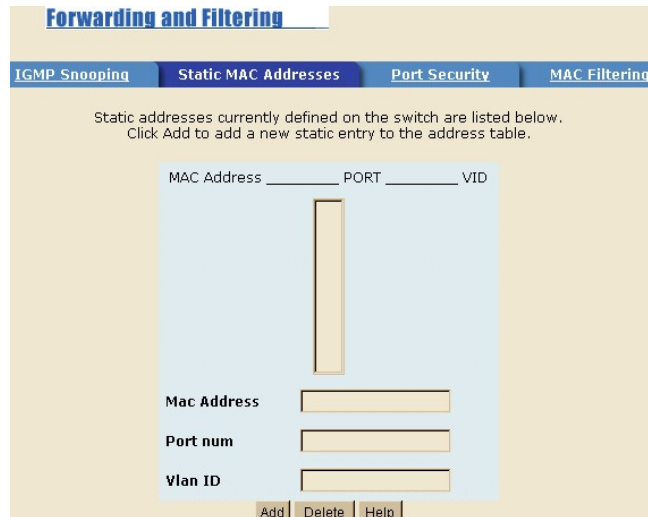 Forwarding and Filtering
IGMP Snooping Static MAC Addresses Port Security MAC Filtering
Static addresses currently defined on the switch are listed below.
Click Add to add a new static entry to the address table.
MAC Address _________ PORT _________ VID
Mac Address
Port num
Vlan ID
Add Delete Help